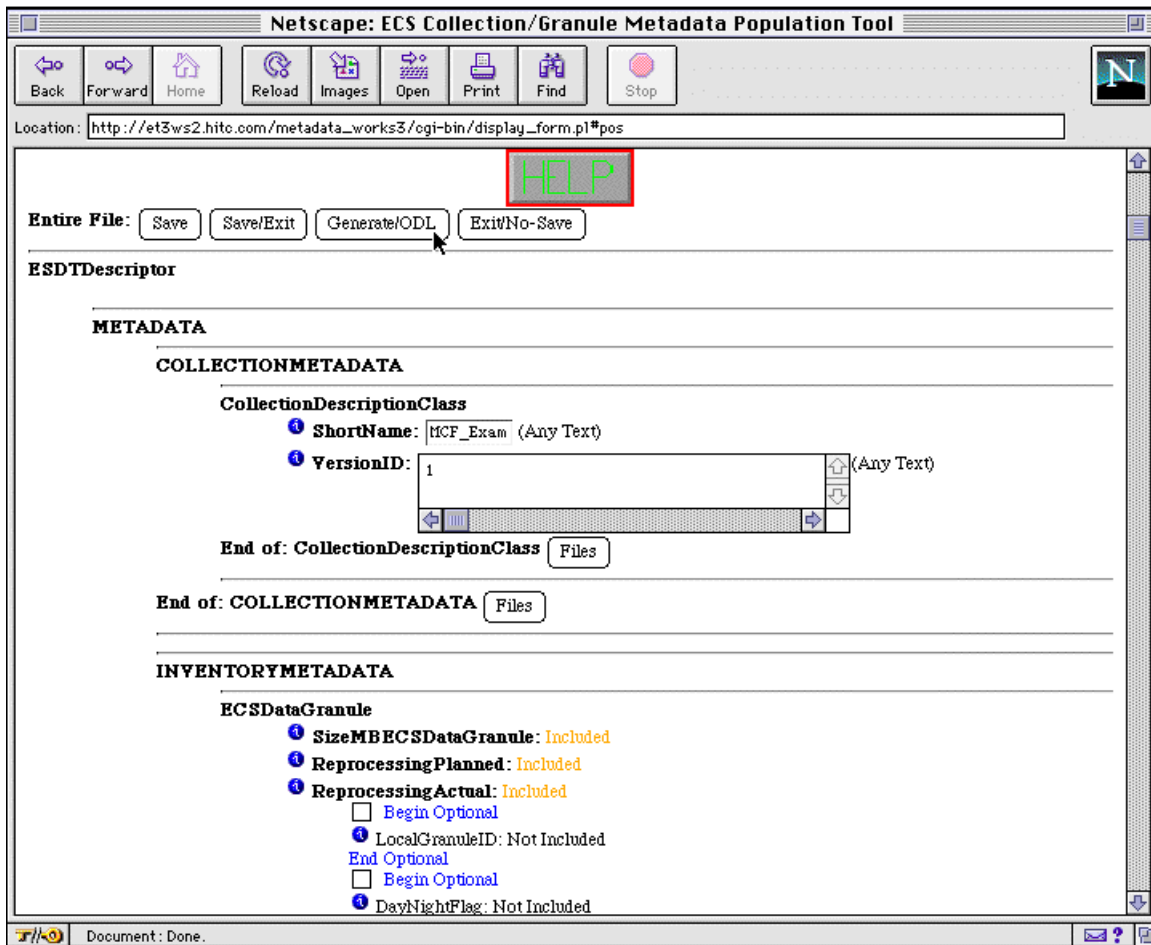 Netscape: ECS Collection/Granule Metadata Population Tool
Back Forward Home Reload Images Open Print Find Stop
N
Location: http://et3ws2.hitc.com/metadata_works3/cgi-bin/display_form.pl#pos
HELP
Entire File: Save Save/Exit Generate/ODL Exit/No-Save
ESDTDescriptor
METADATA
COLLECTIONMETADATA
CollectionDescriptionClass
ShortName: MCF_Exam (Any Text)
VersionID: 1 (Any Text)
End of: CollectionDescriptionClass Files
End of: COLLECTIONMETADATA Files
INVENTORYMETADATA
ECSDataGranule
SizeMBECSDataGranule: Included
ReprocessingPlanned: Included
ReprocessingActual: Included
Begin Optional
LocalGranuleID: Not Included
End Optional
Begin Optional
DayNightFlag: Not Included
Document: Done.
?